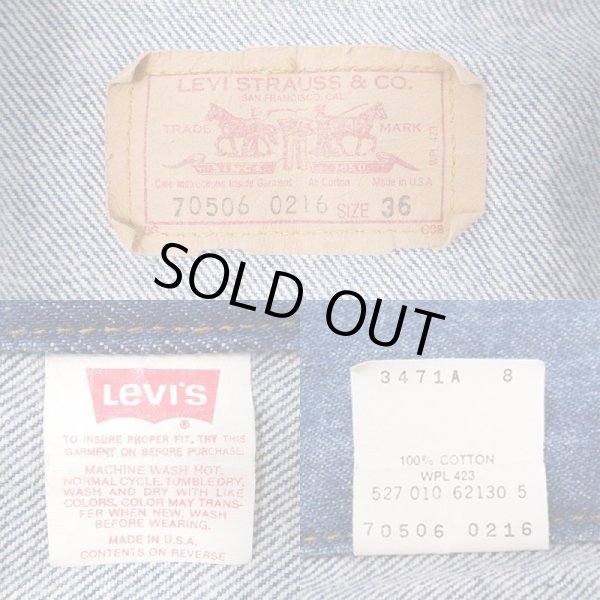 LEVI STRAUSS & CO.
SAN FRANCISCO, CAL.
TRADE MARK
WPL 423
Care Instructions Inside Garment All Cotton Made in U.S.A
70506 0216 SIZE 36
SOLD OUT
LEVI'S
®
TO INSURE PROPER FIT, TRY THIS
GARMENT ON BEFORE PURCHASE.
MACHINE WASH HOT,
NORMAL CYCLE. TUMBLE DRY,
WASH AND DRY WITH LIKE
COLORS. COLOR MAY TRANS-
FER WHEN NEW. WASH
BEFORE WEARING.
MADE IN U.S.A.
CONTENTS ON REVERSE
3471A 8
100% COTTON
WPL 423
527 010 62130 5
70506 0216